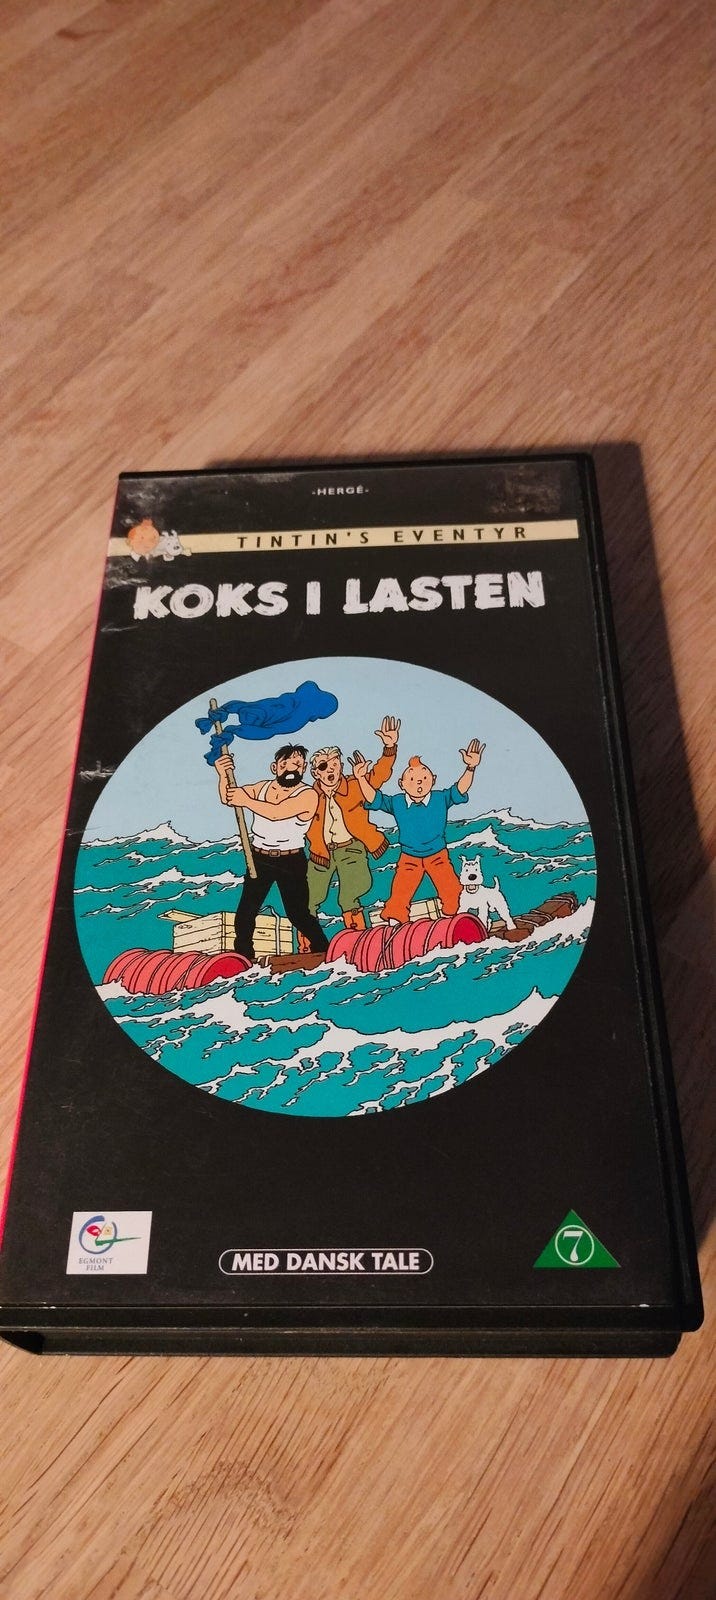 -HERGÉ-
TINTIN'S EVENTYR
KOKS I LASTEN
EGMONT
FILM
MED DANSK TALE
7